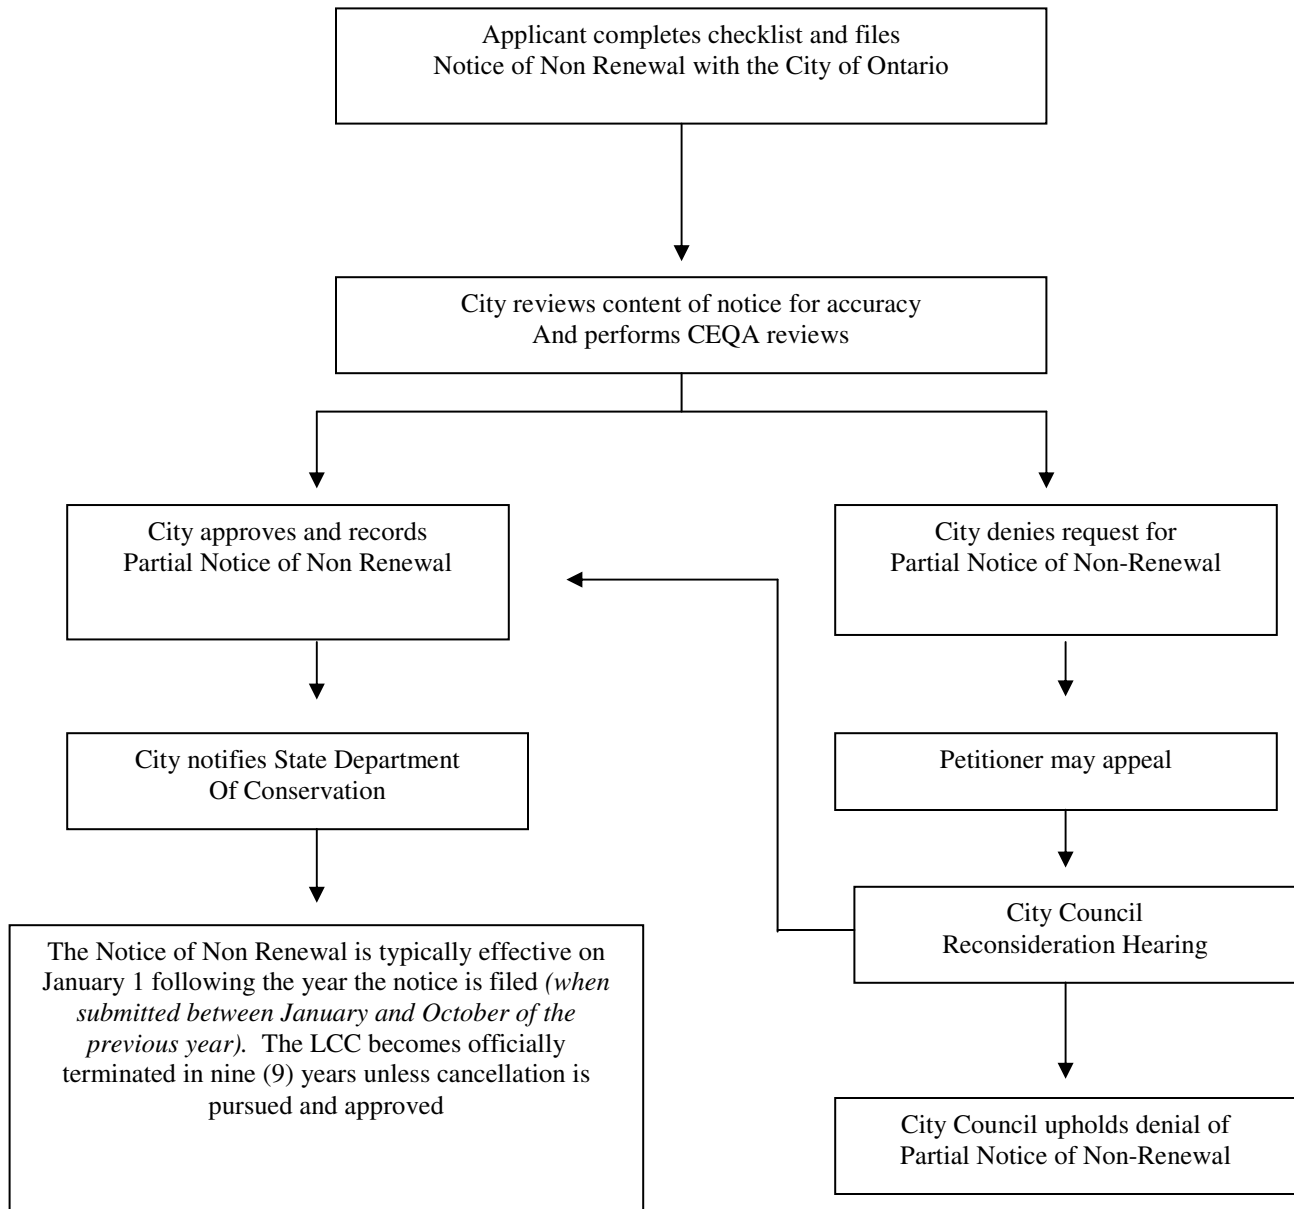 Applicant completes checklist and files
Notice of Non Renewal with the City of Ontario
City reviews content of notice for accuracy
And performs CEQA reviews
City approves and records
Partial Notice of Non Renewal
City denies request for
Partial Notice of Non-Renewal
City notifies State Department
Of Conservation
Petitioner may appeal
City Council
Reconsideration Hearing
The Notice of Non Renewal is typically effective on
January 1 following the year the notice is filed (when
submitted between January and October of the
previous year). The LCC becomes officially
terminated in nine (9) years unless cancellation is
pursued and approved
City Council upholds denial of
Partial Notice of Non-Renewal